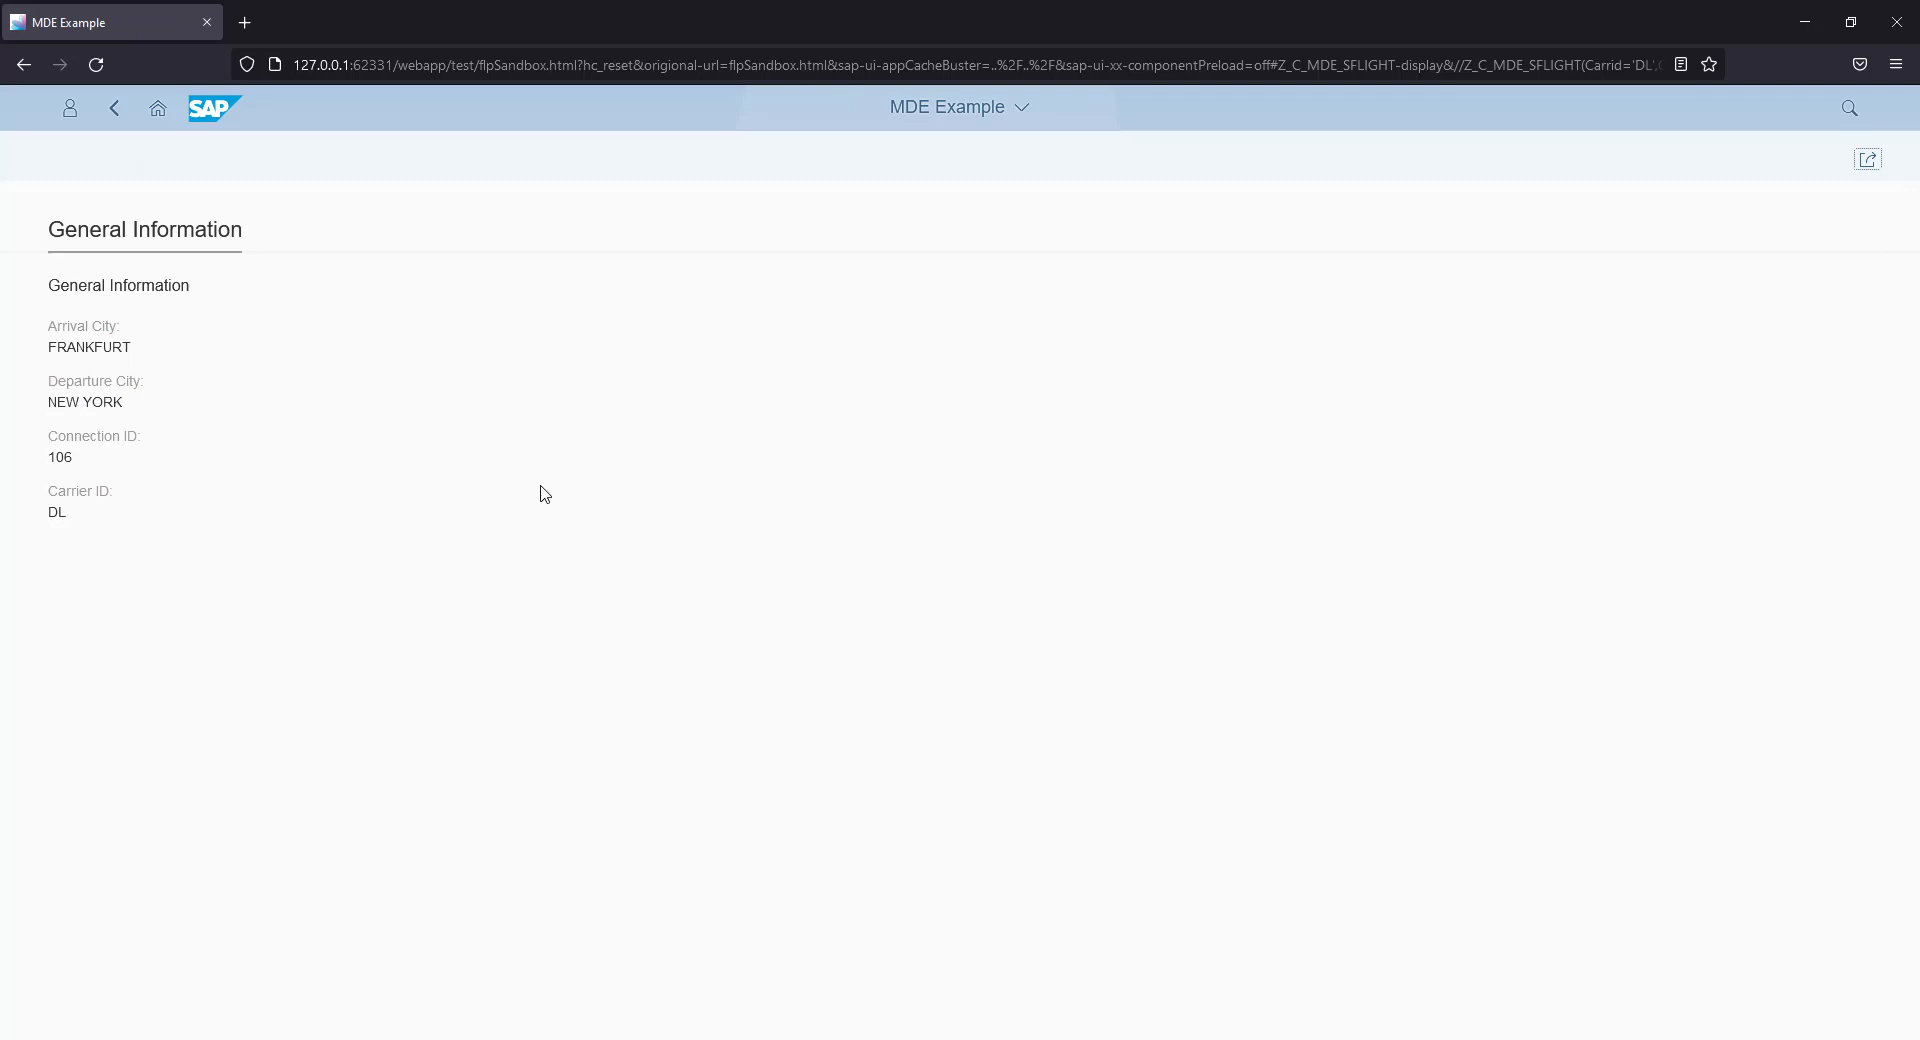 MDE Example
127.0.0.1:62331/webapp/test/flpSandbox.html?hc_reset&origional-url=flpSandbox.html&sap-ui-appCacheBuster=..%2F..%2F&sap-ui-xx-componentPreload=off#Z_C_MDE_SFLIGHT-display&//Z_C_MDE_SFLIGHT(Carrid='DL',
SAP
MDE Example
General Information
General Information
Arrival City:
FRANKFURT
Departure City:
NEW YORK
Connection ID:
106
Carrier ID:
DL